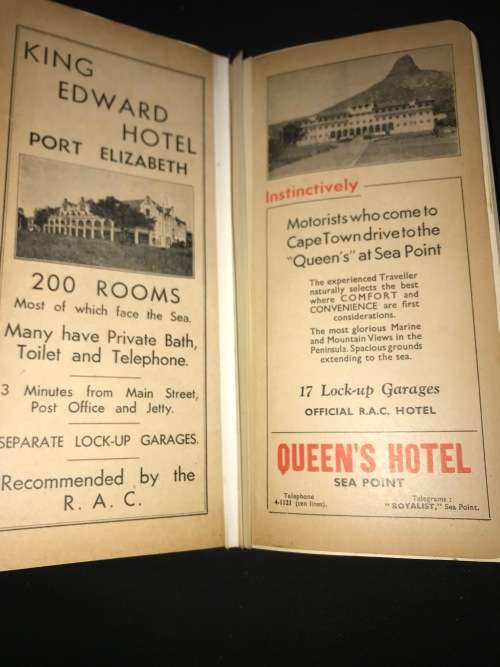 KING
EDWARD
HOTEL
PORT ELIZABETH
200 ROOMS
Most of which face the Sea.
Many have Private Bath,
Toilet and Telephone.
3 Minutes from Main Street,
Post Office and Jetty.
SEPARATE LOCK-UP GARAGES.
Recommended by the
R. A. C.
Instinctively
Motorists who come to
Cape Town drive to the
"Queen's" at Sea Point
The experienced Traveller
naturally selects the best
where COMFORT and
CONVENIENCE are first
considerations.
The most glorious Marine
and Mountain Views in the
Peninsula. Spacious grounds
extending to the sea.
17 Lock-up Garages
OFFICIAL R.A.C. HOTEL
QUEEN'S HOTEL
SEA POINT
Telephone
4-1121 (ten lines).
Telegrams:
"ROYALIST," Sea Point.